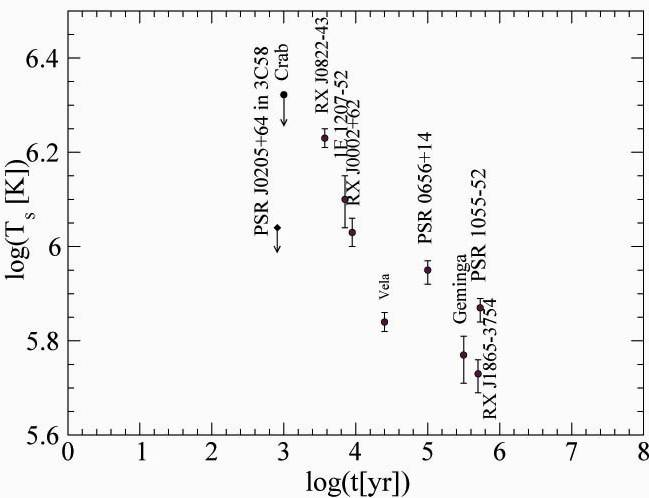 6.4
6.2
6
5.8
5.6
log(T_s [K])
PSR J0205+64 in 3C58
Crab
RX J0822-43
1E 1207-52
RX J0002+62
Vela
PSR 0656+14
Geminga
PSR 1055-52
RX J1865-3754
0 1 2 3 4 5 6 7 8
log(t[yr])